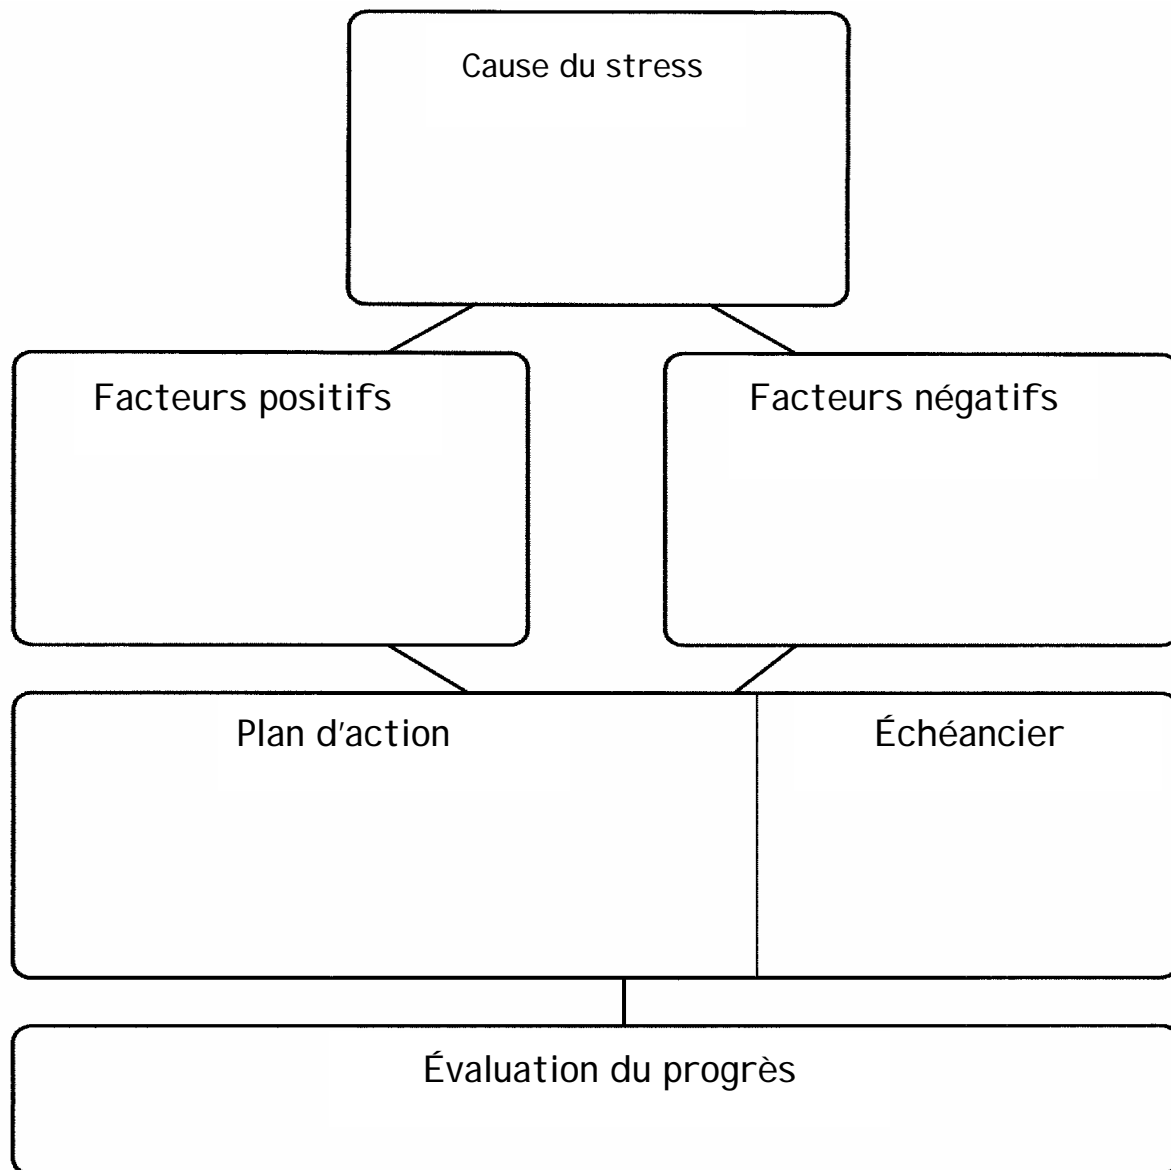 Cause du stress
Facteurs positifs
Facteurs négatifs
Plan d'action
Échéancier
Évaluation du progrès